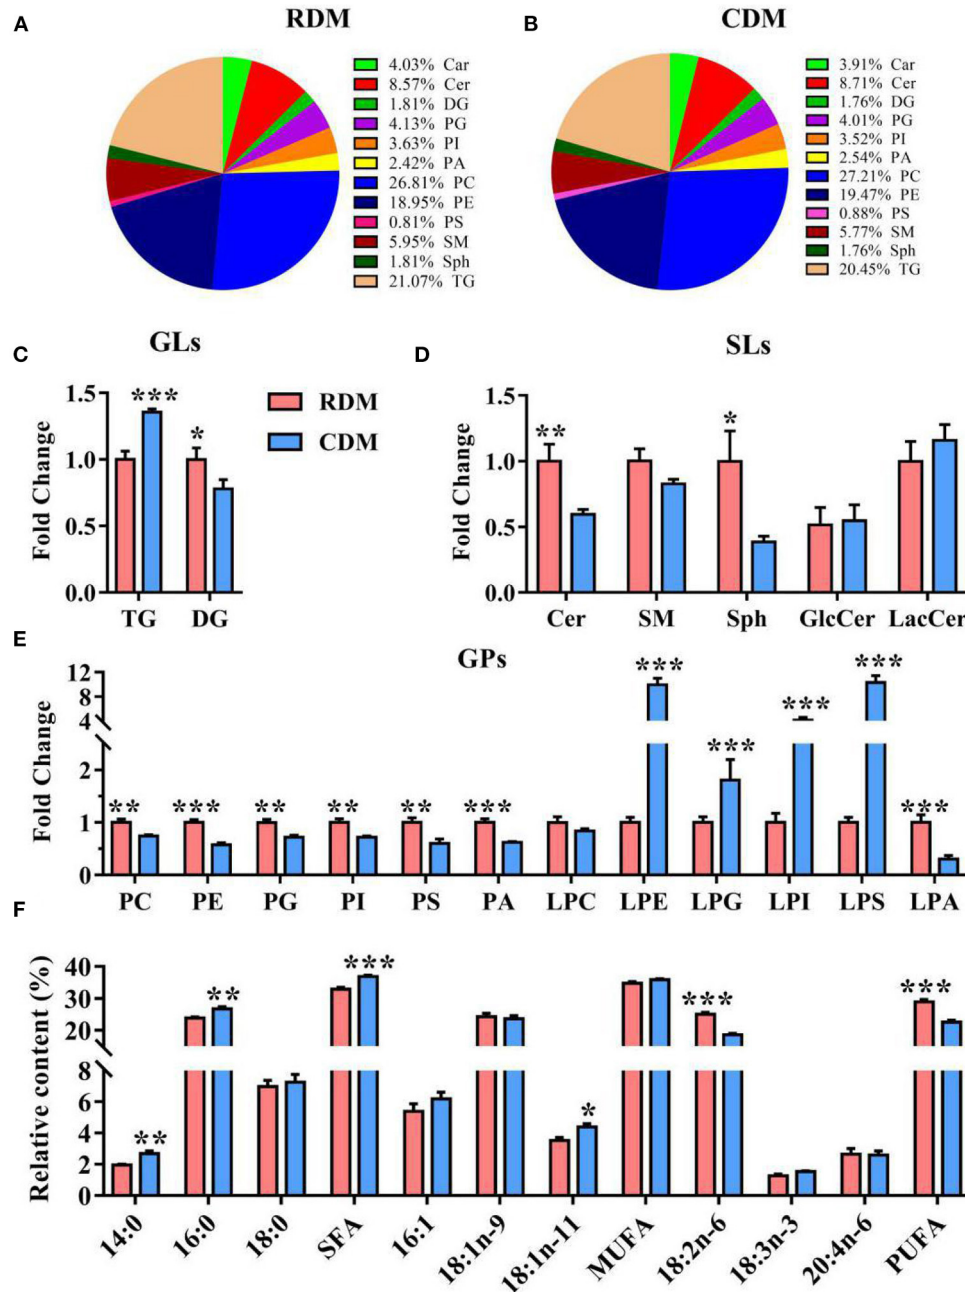 A RDM
4.03% Car
8.57% Cer
1.81% DG
4.13% PG
3.63% PI
2.42% PA
26.81% PC
18.95% PE
0.81% PS
5.95% SM
1.81% Sph
21.07% TG
B CDM
3.91% Car
8.71% Cer
1.76% DG
4.01% PG
3.52% PI
2.54% PA
27.21% PC
19.47% PE
0.88% PS
5.77% SM
1.76% Sph
20.45% TG
C GLs
Fold Change
1.5
1.0
0.5
0.0
***
*
TG DG
RDM
CDM
D SLs
Fold Change
1.5
1.0
0.5
0.0
** *
Cer SM Sph GlcCer LacCer
E GPs
Fold Change
12
8
4
2
1
0
** *** ** ** ** *** *** *** *** *** ***
PC PE PG PI PS PA LPC LPE LPG LPI LPS LPA
F
Relative content (%)
40
30
20
8
6
4
2
0
** ** *** * *** ***
14:0 16:0 18:0 SFA 16:1 18:1n-9 18:1n-11 MUFA 18:2n-6 18:3n-3 20:4n-6 PUFA